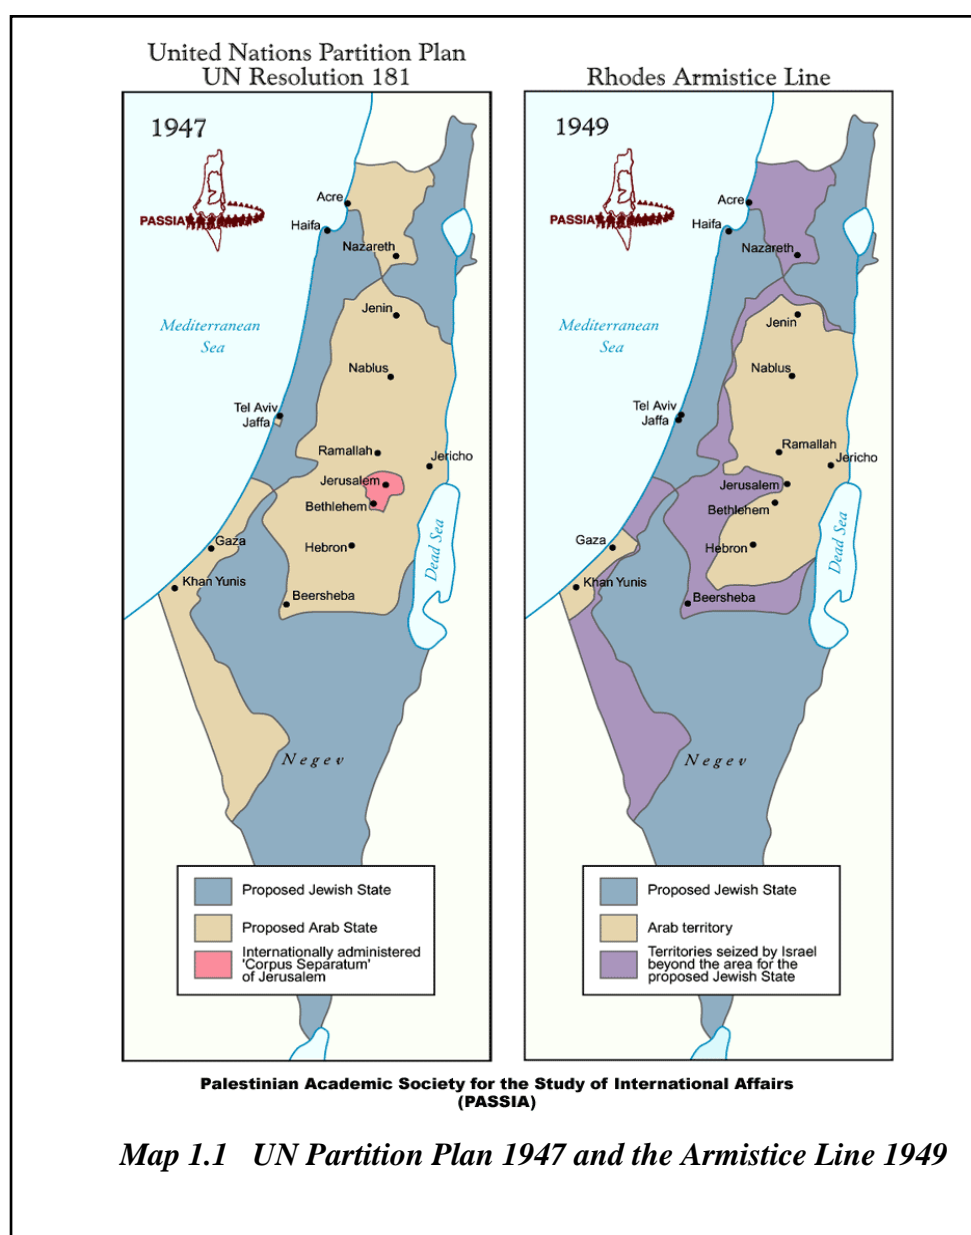 United Nations Partition Plan
UN Resolution 181
1947
PASSIA
Acre
Haifa
Nazareth
Mediterranean
Sea
Jenin
Nablus
Tel Aviv
Jaffa
Ramallah
Jericho
Jerusalem
Bethlehem
Gaza
Hebron
Dead Sea
Khan Yunis
Beersheba
Negev
Proposed Jewish State
Proposed Arab State
Internationally administered
'Corpus Separatum'
of Jerusalem
Rhodes Armistice Line
1949
PASSIA
Acre
Haifa
Nazareth
Mediterranean
Sea
Jenin
Nablus
Tel Aviv
Jaffa
Ramallah
Jericho
Jerusalem
Bethlehem
Gaza
Hebron
Dead Sea
Khan Yunis
Beersheba
Negev
Proposed Jewish State
Arab territory
Territories seized by Israel
beyond the area for the
proposed Jewish State
Palestinian Academic Society for the Study of International Affairs
(PASSIA)
Map 1.1 UN Partition Plan 1947 and the Armistice Line 1949